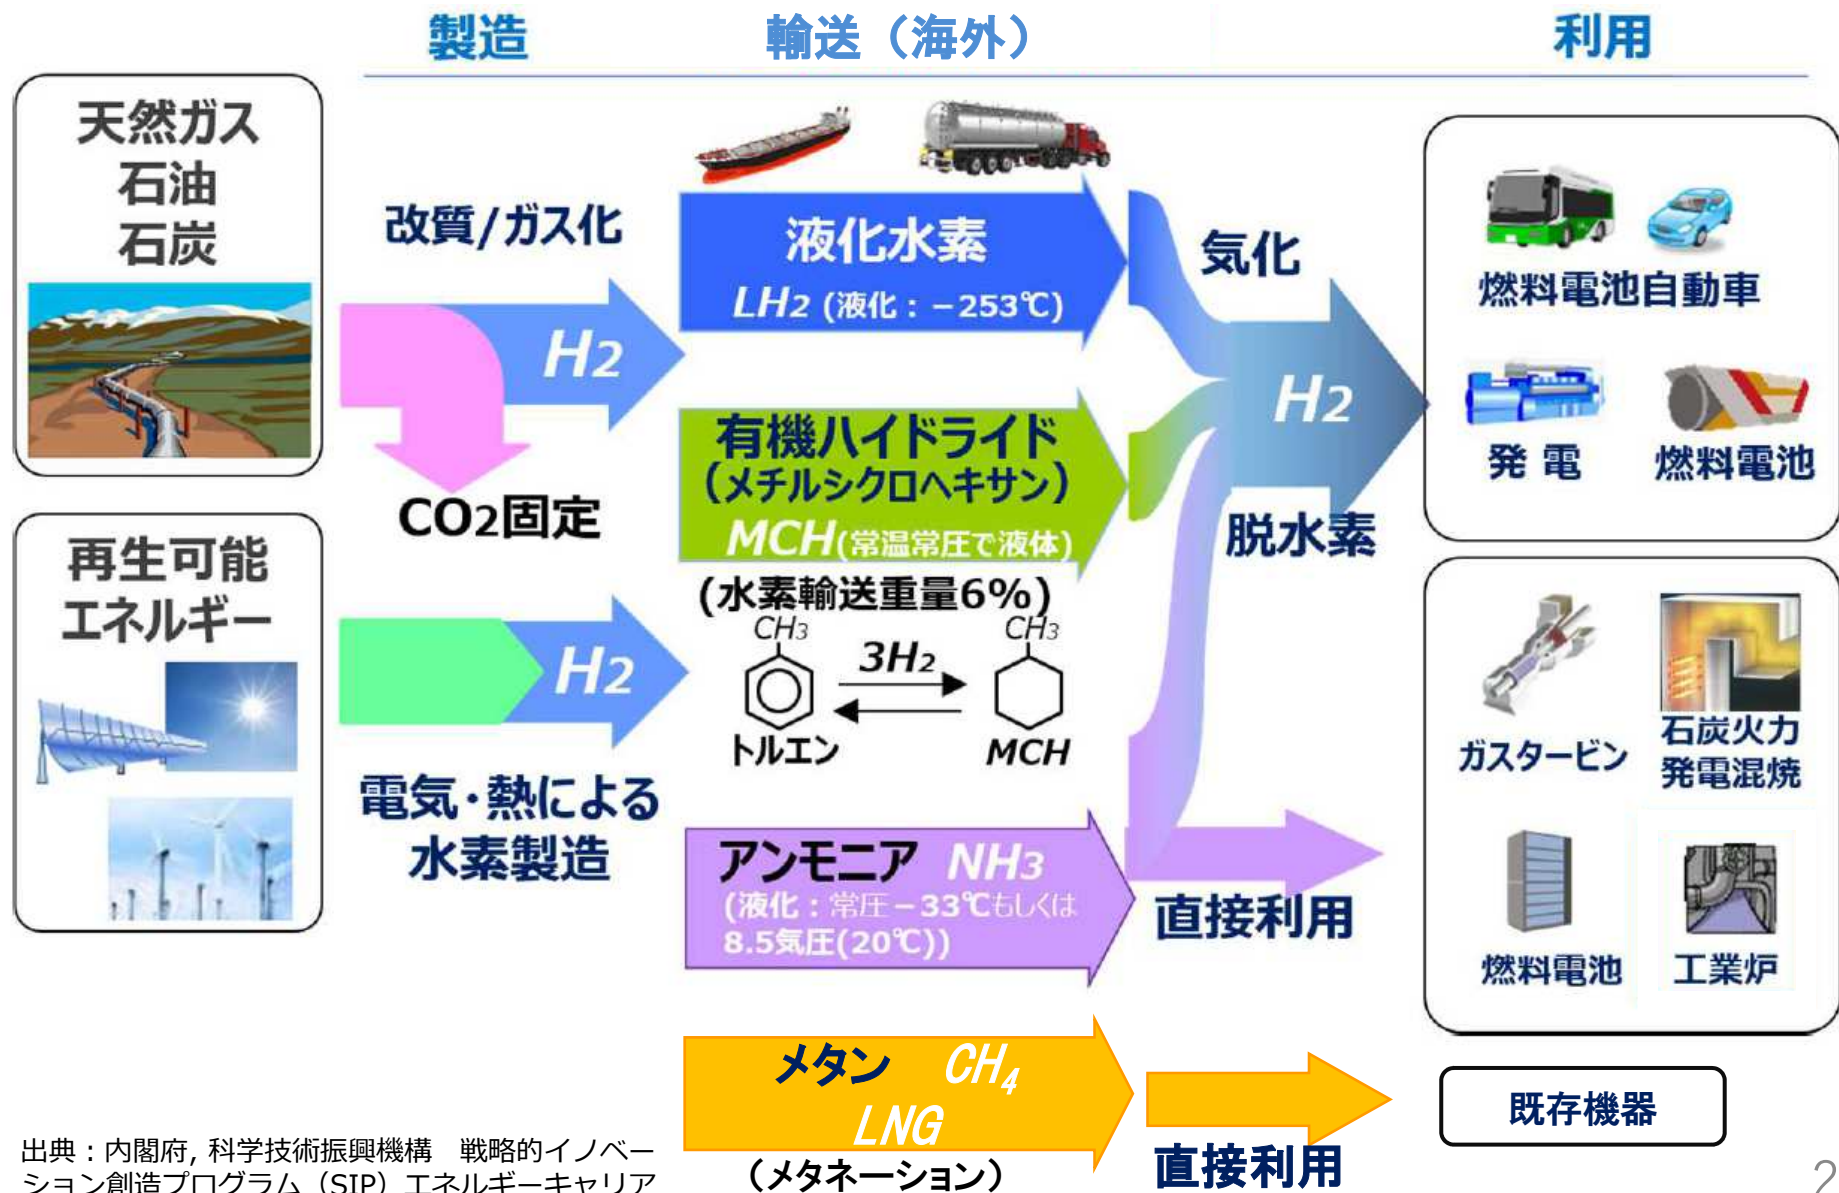 製造
輸送（海外）
利用
天然ガス
石油
石炭
改質/ガス化
H2
CO2固定
再生可能
エネルギー
H2
電気・熱による
水素製造
液化水素
LH2 (液化：－253℃)
有機ハイドライド
（メチルシクロヘキサン）
MCH(常温常圧で液体)
(水素輸送重量6%)
CH3
3H2
CH3
トルエン
MCH
アンモニア NH3
(液化：常圧－33℃もしくは
8.5気圧(20℃))
メタン CH4
LNG
（メタネーション）
気化
H2
脱水素
直接利用
直接利用
燃料電池自動車
発電
燃料電池
ガスタービン
石炭火力
発電混焼
燃料電池
工業炉
既存機器
出典：内閣府, 科学技術振興機構 戦略的イノベー
ション創造プログラム（SIP）エネルギーキャリア
2